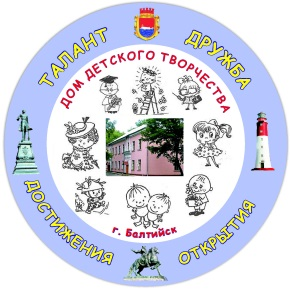 ТАЛАНТ
ДРУЖБА
ДОМ ДЕТСКОГО ТВОРЧЕСТВА
г. Балтийск
ДОСТИЖЕНИЯ
ОТКРЫТИЯ